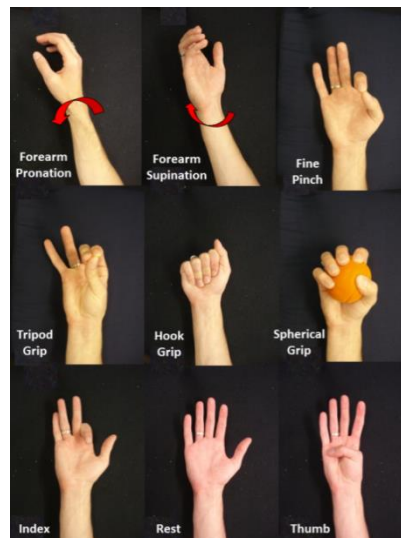 Forearm
Pronation
Forearm
Supination
Fine
Pinch
Tripod
Grip
Hook
Grip
Spherical
Grip
Index
Rest
Thumb